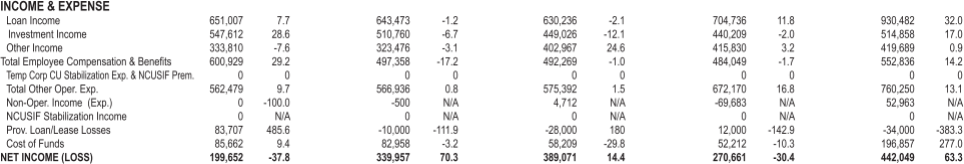 INCOME & EXPENSE
Loan Income 651,007 7.7 643,473 -1.2 630,236 -2.1 704,736 11.8 930,482 32.0
Investment Income 547,612 28.6 510,760 -6.7 449,026 -12.1 440,209 -2.0 514,858 17.0
Other Income 333,810 -7.6 323,476 -3.1 402,967 24.6 415,830 3.2 419,689 0.9
Total Employee Compensation & Benefits 600,929 29.2 497,358 -17.2 492,269 -1.0 484,049 -1.7 552,836 14.2
Temp Corp CU Stabilization Exp. & NCUSIF Prem. 0 0 0 0 0 0 0 0 0 0
Total Other Oper. Exp. 562,479 9.7 566,936 0.8 575,392 1.5 672,170 16.8 760,250 13.1
Non-Oper. Income (Exp.) 0 -100.0 -500 N/A 4,712 N/A -69,683 N/A 52,963 N/A
NCUSIF Stabilization Income 0 N/A 0 N/A 0 N/A 0 N/A 0 N/A
Prov. Loan/Lease Losses 83,707 485.6 -10,000 -111.9 -28,000 180 12,000 -142.9 -34,000 -383.3
Cost of Funds 85,662 9.4 82,958 -3.2 58,209 -29.8 52,212 -10.3 196,857 277.0
NET INCOME (LOSS) 199,652 -37.8 339,957 70.3 389,071 14.4 270,661 -30.4 442,049 63.3